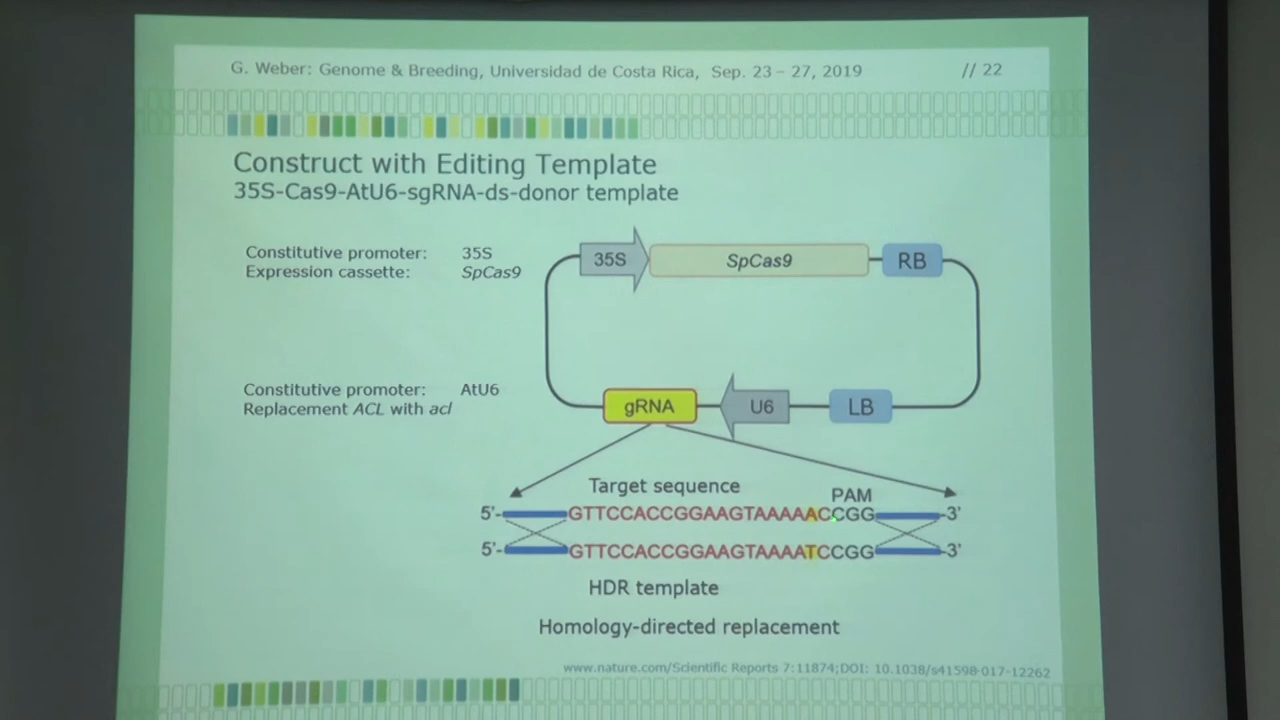 G. Weber: Genome & Breeding, Universidad de Costa Rica, Sep. 23 – 27, 2019 // 22
Construct with Editing Template
35S-Cas9-AtU6-sgRNA-ds-donor template
Constitutive promoter: 35S
Expression cassette: SpCas9
35S SpCas9 RB
Constitutive promoter: AtU6
Replacement ACL with acl
gRNA U6 LB
Target sequence PAM
5'-GTTCCACCGGAAGTAAAAACCGG-3'
5'-GTTCCACCGGAAGTAAAATCCGG-3'
HDR template
Homology-directed replacement
www.nature.com/Scientific Reports 7:11874;DOI: 10.1038/s41598-017-12262